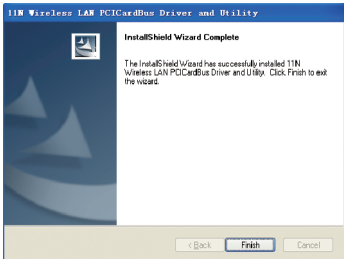 11N Wireless LAN PCICardBus Driver and Utility
InstallShield Wizard Complete
The InstallShield Wizard has successfully installed 11N
Wireless LAN PCICardBus Driver and Utility. Click Finish to exit
the wizard.
< Back
Finish
Cancel